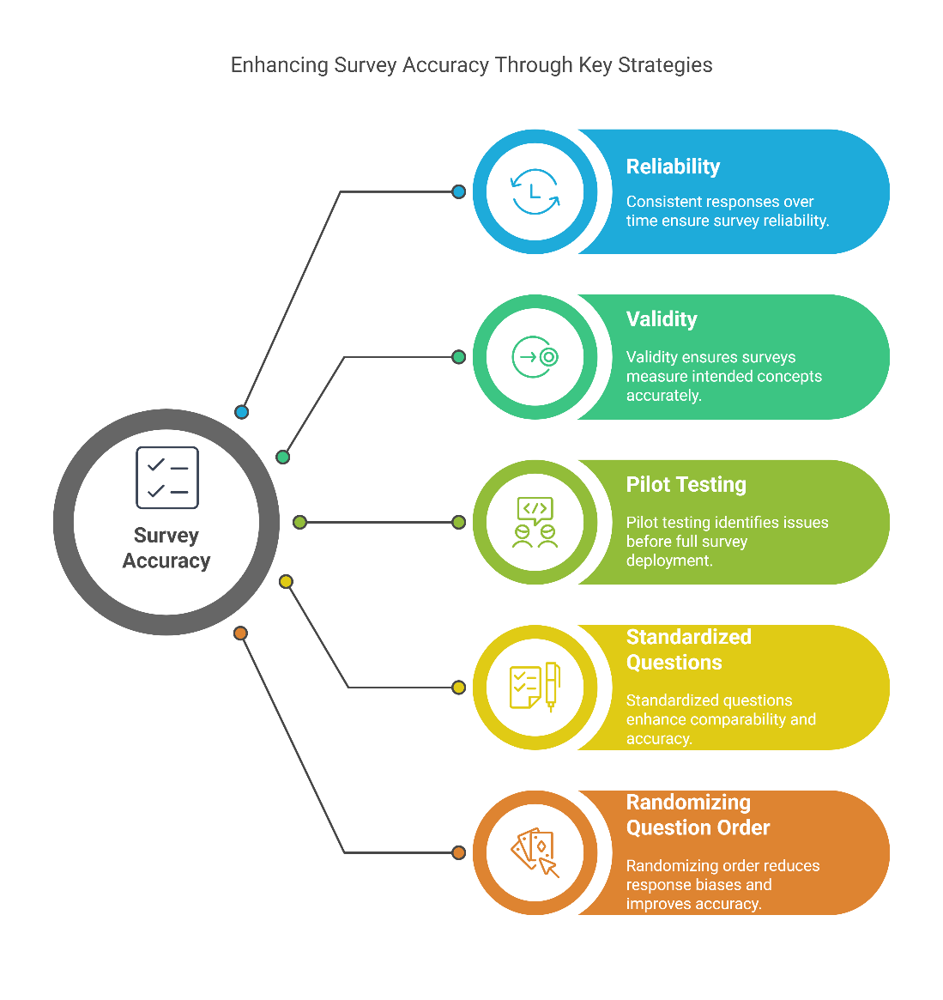 Enhancing Survey Accuracy Through Key Strategies
Reliability
Consistent responses over
time ensure survey reliability.
Validity
Validity ensures surveys
measure intended concepts
accurately.
Survey
Accuracy
Pilot Testing
Pilot testing identifies issues
before full survey
deployment.
Standardized
Questions
Standardized questions
enhance comparability and
accuracy.
Randomizing
Question Order
Randomizing order reduces
response biases and
improves accuracy.